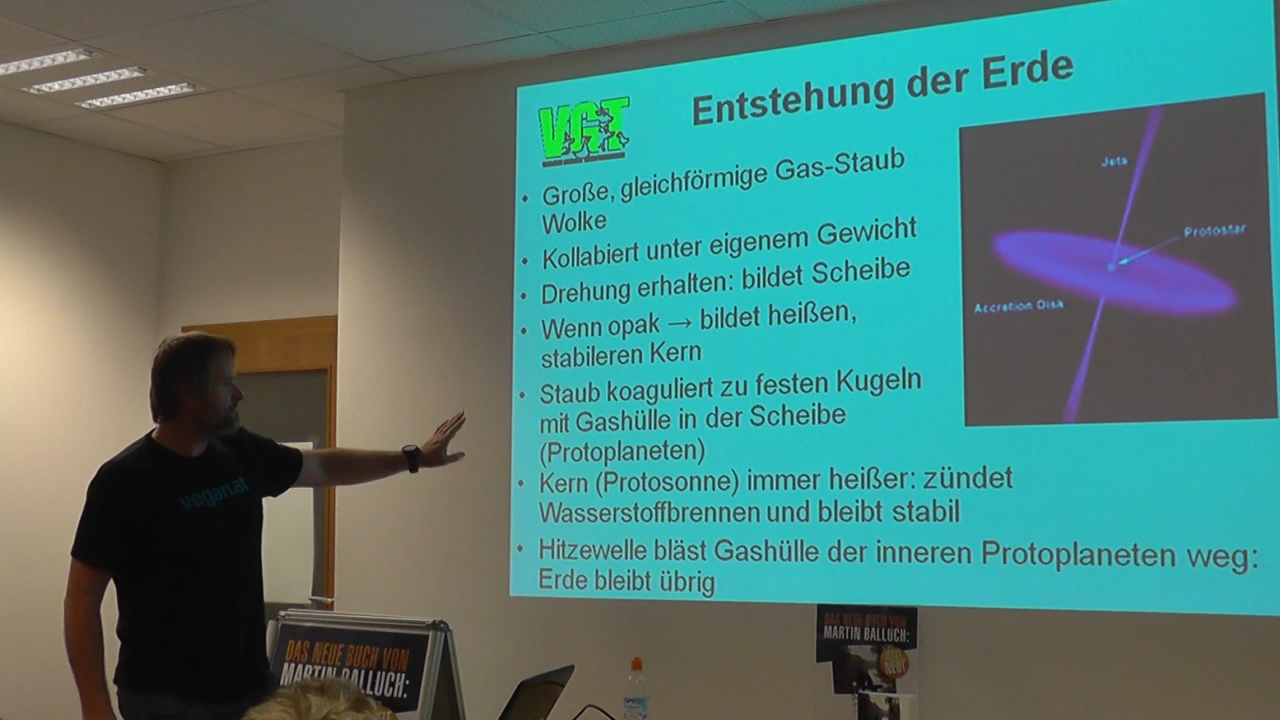 Entstehung der Erde
VGT
• Große, gleichförmige Gas-Staub
Wolke
• Kollabiert unter eigenem Gewicht
• Drehung erhalten: bildet Scheibe
• Wenn opak → bildet heißen,
stabileren Kern
• Staub koaguliert zu festen Kugeln
mit Gashülle in der Scheibe
(Protoplaneten)
• Kern (Protosonne) immer heißer: zündet
Wasserstoffbrennen und bleibt stabil
• Hitzewelle bläst Gashülle der inneren Protoplaneten weg:
Erde bleibt übrig
Jets
Protostar
Accretion Disk
vegan.at
DAS NEUE BUCH VON
MARTIN BALLUCH:
DAS NEUE BUCH VON
MARTIN BALLUCH: